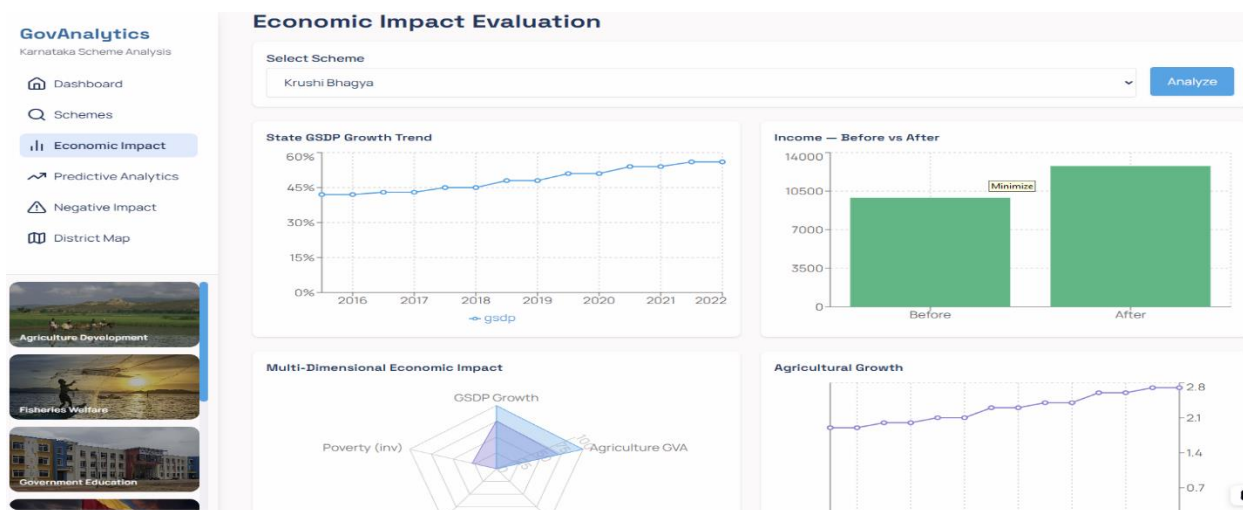 GovAnalytics
Karnataka Scheme Analysis
Dashboard
Schemes
Economic Impact
Predictive Analytics
Negative Impact
District Map
Agriculture Development
Fisheries Welfare
Government Education
Economic Impact Evaluation
Select Scheme
Krushi Bhagya
Analyze
State GSDP Growth Trend
60%
45%
30%
15%
0%
2016 2017 2018 2019 2020 2021 2022
gsdp
Income — Before vs After
14000
10500
7000
3500
0
Minimize
Before After
Multi-Dimensional Economic Impact
GSDP Growth
Poverty (inv)
Agriculture GVA
Agricultural Growth
2.8
2.1
1.4
0.7